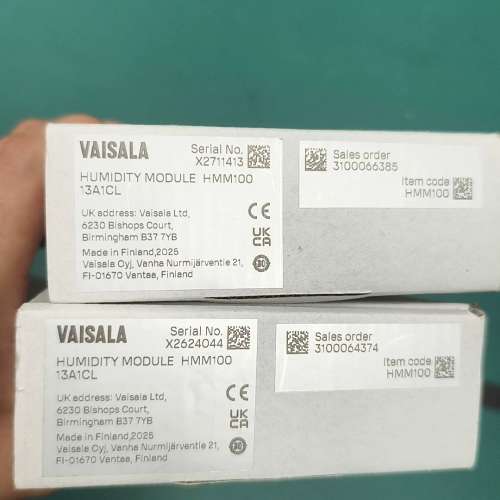 VAISALA
Serial No.
X2711413
HUMIDITY MODULE HMM100
13A1CL
UK address: Vaisala Ltd,
6230 Bishops Court,
Birmingham B37 7YB
Made in Finland,2025
Vaisala Oyj, Vanha Nurmijärventie 21,
FI-01670 Vantaa, Finland
CE
UK
CA
Sales order
3100066385
Item code
HMM100
VAISALA
Serial No.
X2624044
HUMIDITY MODULE HMM100
13A1CL
UK address: Vaisala Ltd,
6230 Bishops Court,
Birmingham B37 7YB
Made in Finland,2025
Vaisala Oyj, Vanha Nurmijärventie 21,
FI-01670 Vantaa, Finland
CE
UK
CA
Sales order
3100064374
Item code
HMM100